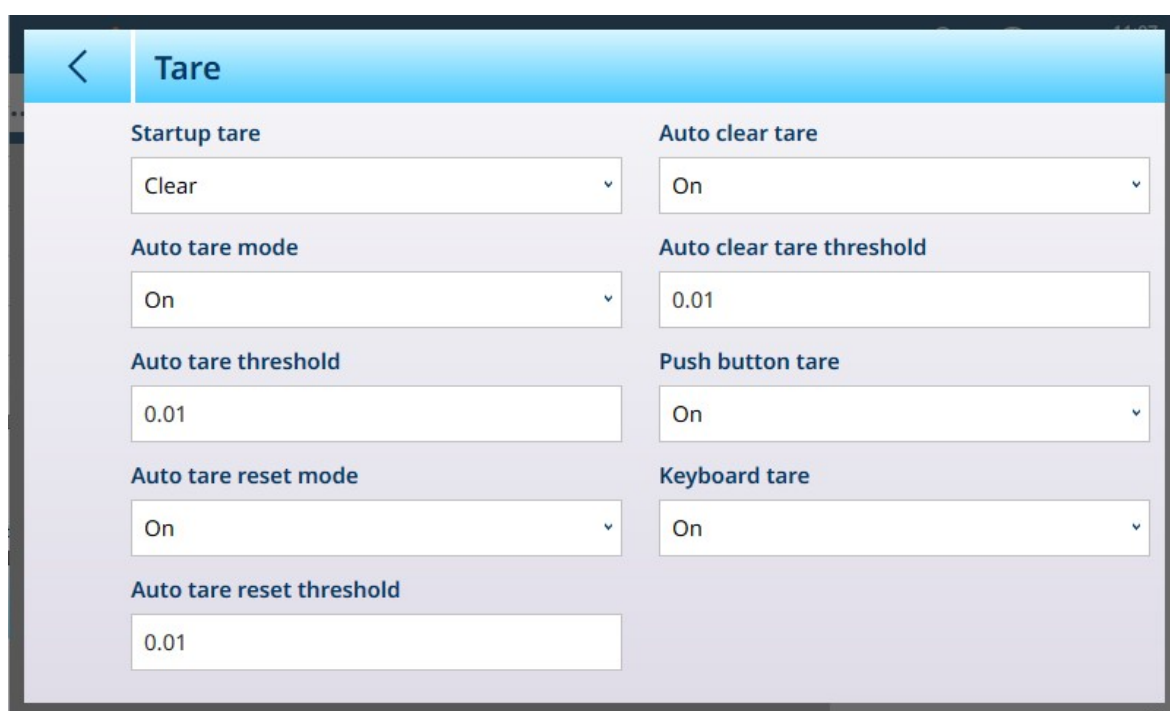 Tare
Startup tare
Clear
Auto tare mode
On
Auto tare threshold
0.01
Auto tare reset mode
On
Auto tare reset threshold
0.01
Auto clear tare
On
Auto clear tare threshold
0.01
Push button tare
On
Keyboard tare
On